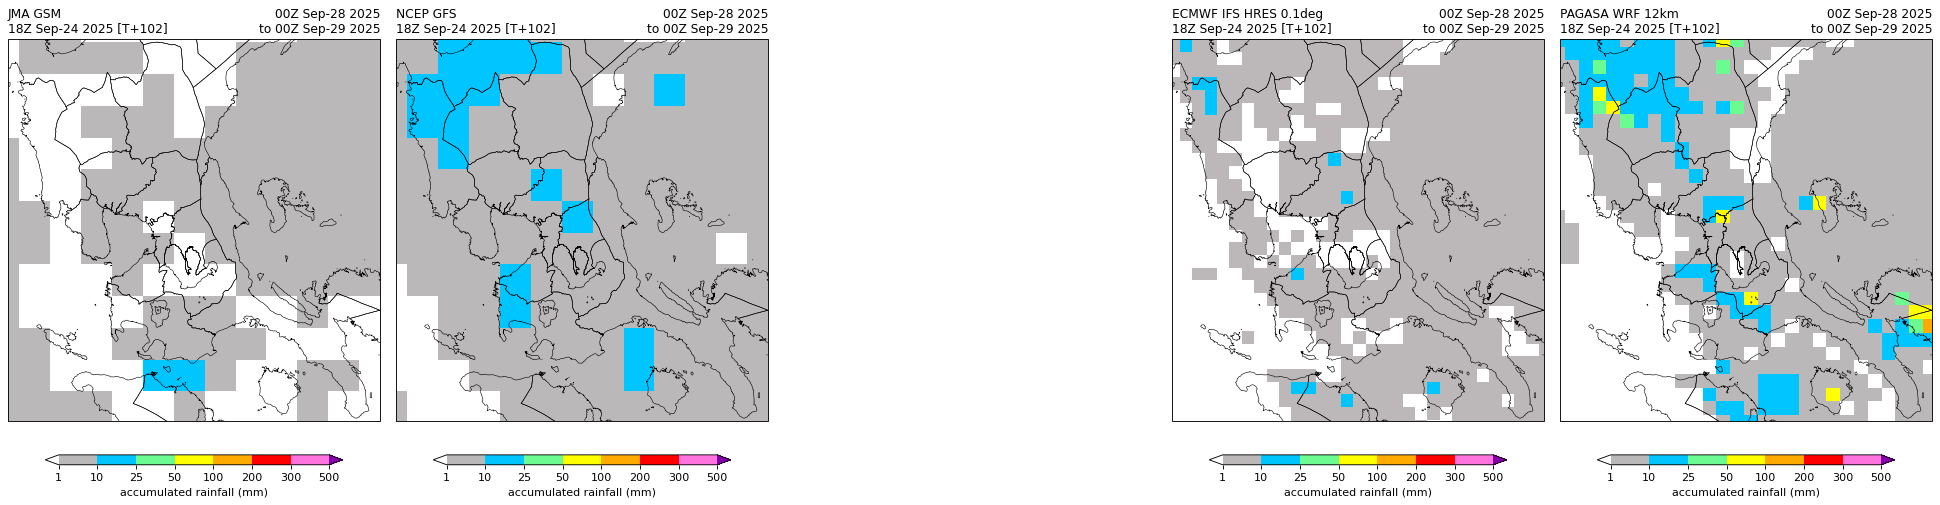 JMA GSM 00Z Sep-28 2025
18Z Sep-24 2025 [T+102] to 00Z Sep-29 2025
1 10 25 50 100 200 300 500
accumulated rainfall (mm)
NCEP GFS 00Z Sep-28 2025
18Z Sep-24 2025 [T+102] to 00Z Sep-29 2025
1 10 25 50 100 200 300 500
accumulated rainfall (mm)
ECMWF IFS HRES 0.1deg 00Z Sep-28 2025
18Z Sep-24 2025 [T+102] to 00Z Sep-29 2025
1 10 25 50 100 200 300 500
accumulated rainfall (mm)
PAGASA WRF 12km 00Z Sep-28 2025
18Z Sep-24 2025 [T+102] to 00Z Sep-29 2025
1 10 25 50 100 200 300 500
accumulated rainfall (mm)